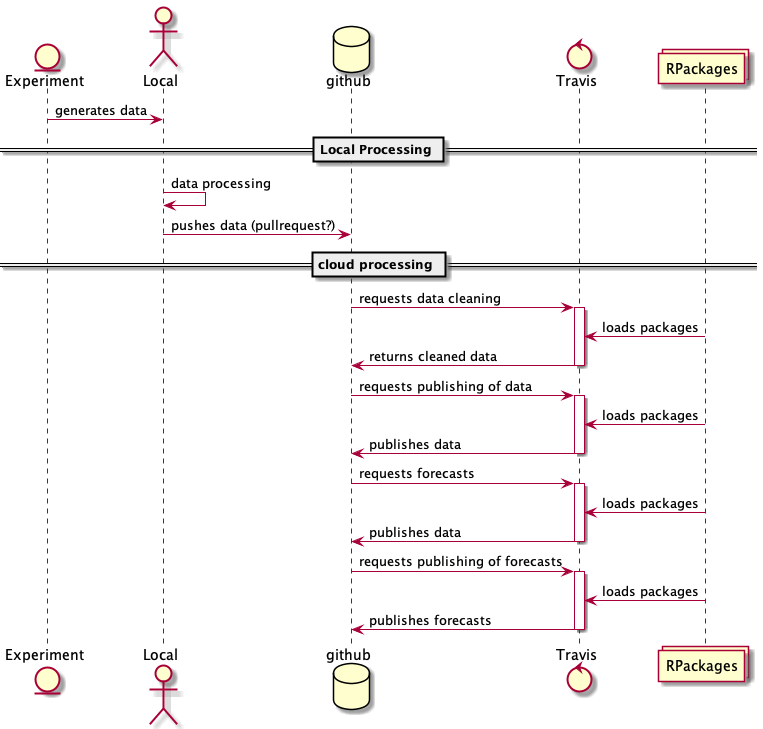 Experiment
Local
github
Travis
RPackages
generates data
Local Processing
data processing
pushes data (pullrequest?)
cloud processing
requests data cleaning
loads packages
returns cleaned data
requests publishing of data
loads packages
publishes data
requests forecasts
loads packages
publishes data
requests publishing of forecasts
loads packages
publishes forecasts
Experiment
Local
github
Travis
RPackages